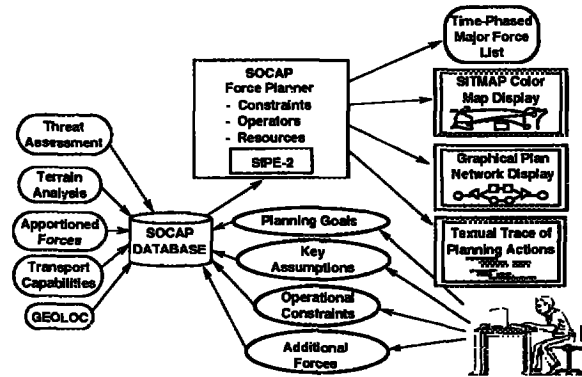 Time-Phased
Major Force
List
SOCAP
Force Planner
- Constraints
- Operators
- Resources
SIPE-2
SITMAP Color
Map Display
Graphical Plan
Network Display
Textual Trace of
Planning Actions
Threat
Assessment
Terrain
Analysis
Apportioned
Forces
Transport
Capabilities
GEOLOC
SOCAP
DATABASE
Planning Goals
Key
Assumptions
Operational
Constraints
Additional
Forces